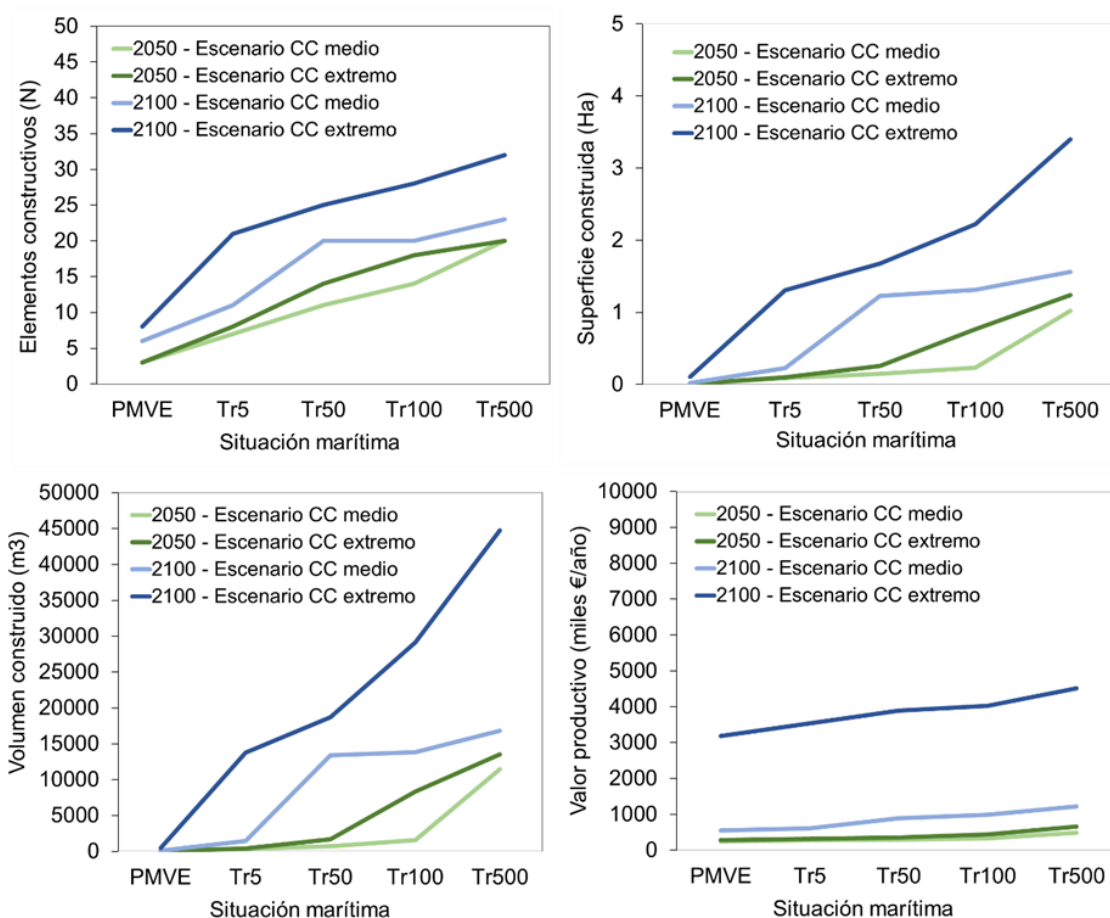 Elementos constructivos (N)
50
45
40
35
30
25
20
15
10
5
0
2050 - Escenario CC medio
2050 - Escenario CC extremo
2100 - Escenario CC medio
2100 - Escenario CC extremo
PMVE Tr5 Tr50 Tr100 Tr500
Situación marítima
Superficie construida (Ha)
5
4
3
2
1
0
2050 - Escenario CC medio
2050 - Escenario CC extremo
2100 - Escenario CC medio
2100 - Escenario CC extremo
PMVE Tr5 Tr50 Tr100 Tr500
Situación marítima
Volumen construido (m3)
50000
45000
40000
35000
30000
25000
20000
15000
10000
5000
0
2050 - Escenario CC medio
2050 - Escenario CC extremo
2100 - Escenario CC medio
2100 - Escenario CC extremo
PMVE Tr5 Tr50 Tr100 Tr500
Situación marítima
Valor productivo (miles €/año)
10000
9000
8000
7000
6000
5000
4000
3000
2000
1000
0
2050 - Escenario CC medio
2050 - Escenario CC extremo
2100 - Escenario CC medio
2100 - Escenario CC extremo
PMVE Tr5 Tr50 Tr100 Tr500
Situación marítima